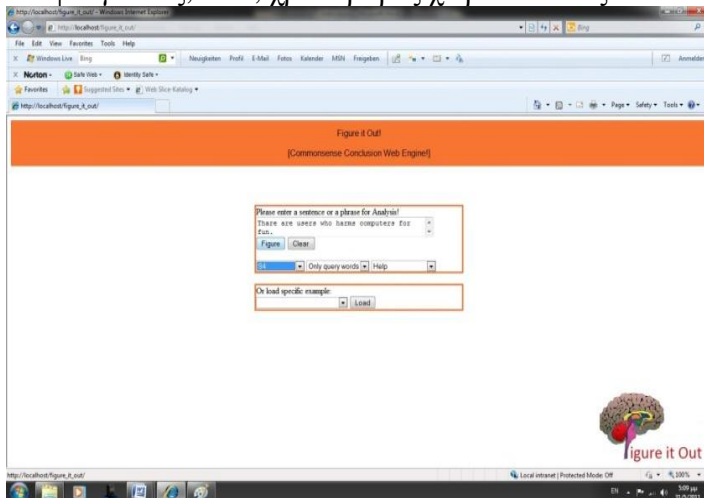 http://localhost/figure_it_out/ - Windows Internet Explorer
http://localhost/figure_it_out/
Bing
File Edit View Favorites Tools Help
x Windows Live Bing Neuigkeiten Profil E-Mail Fotos Kalender MSN Freigeben Anmelden
x Norton Safe Web Identity Safe
Favorites Suggested Sites Web Slice-Katalog
http://localhost/figure_it_out/ Page Safety Tools
Figure it Out!
[Commonsense Conclusion Web Engine!]
Please enter a sentence or a phrase for Analysis!
There are users who harms computers for
fun.
Figure Clear
Only query words Help
Or load specific example:
Load
igure it Out
http://localhost/figure_it_out/ Local intranet | Protected Mode: Off 100%
EN 5:09 μμ